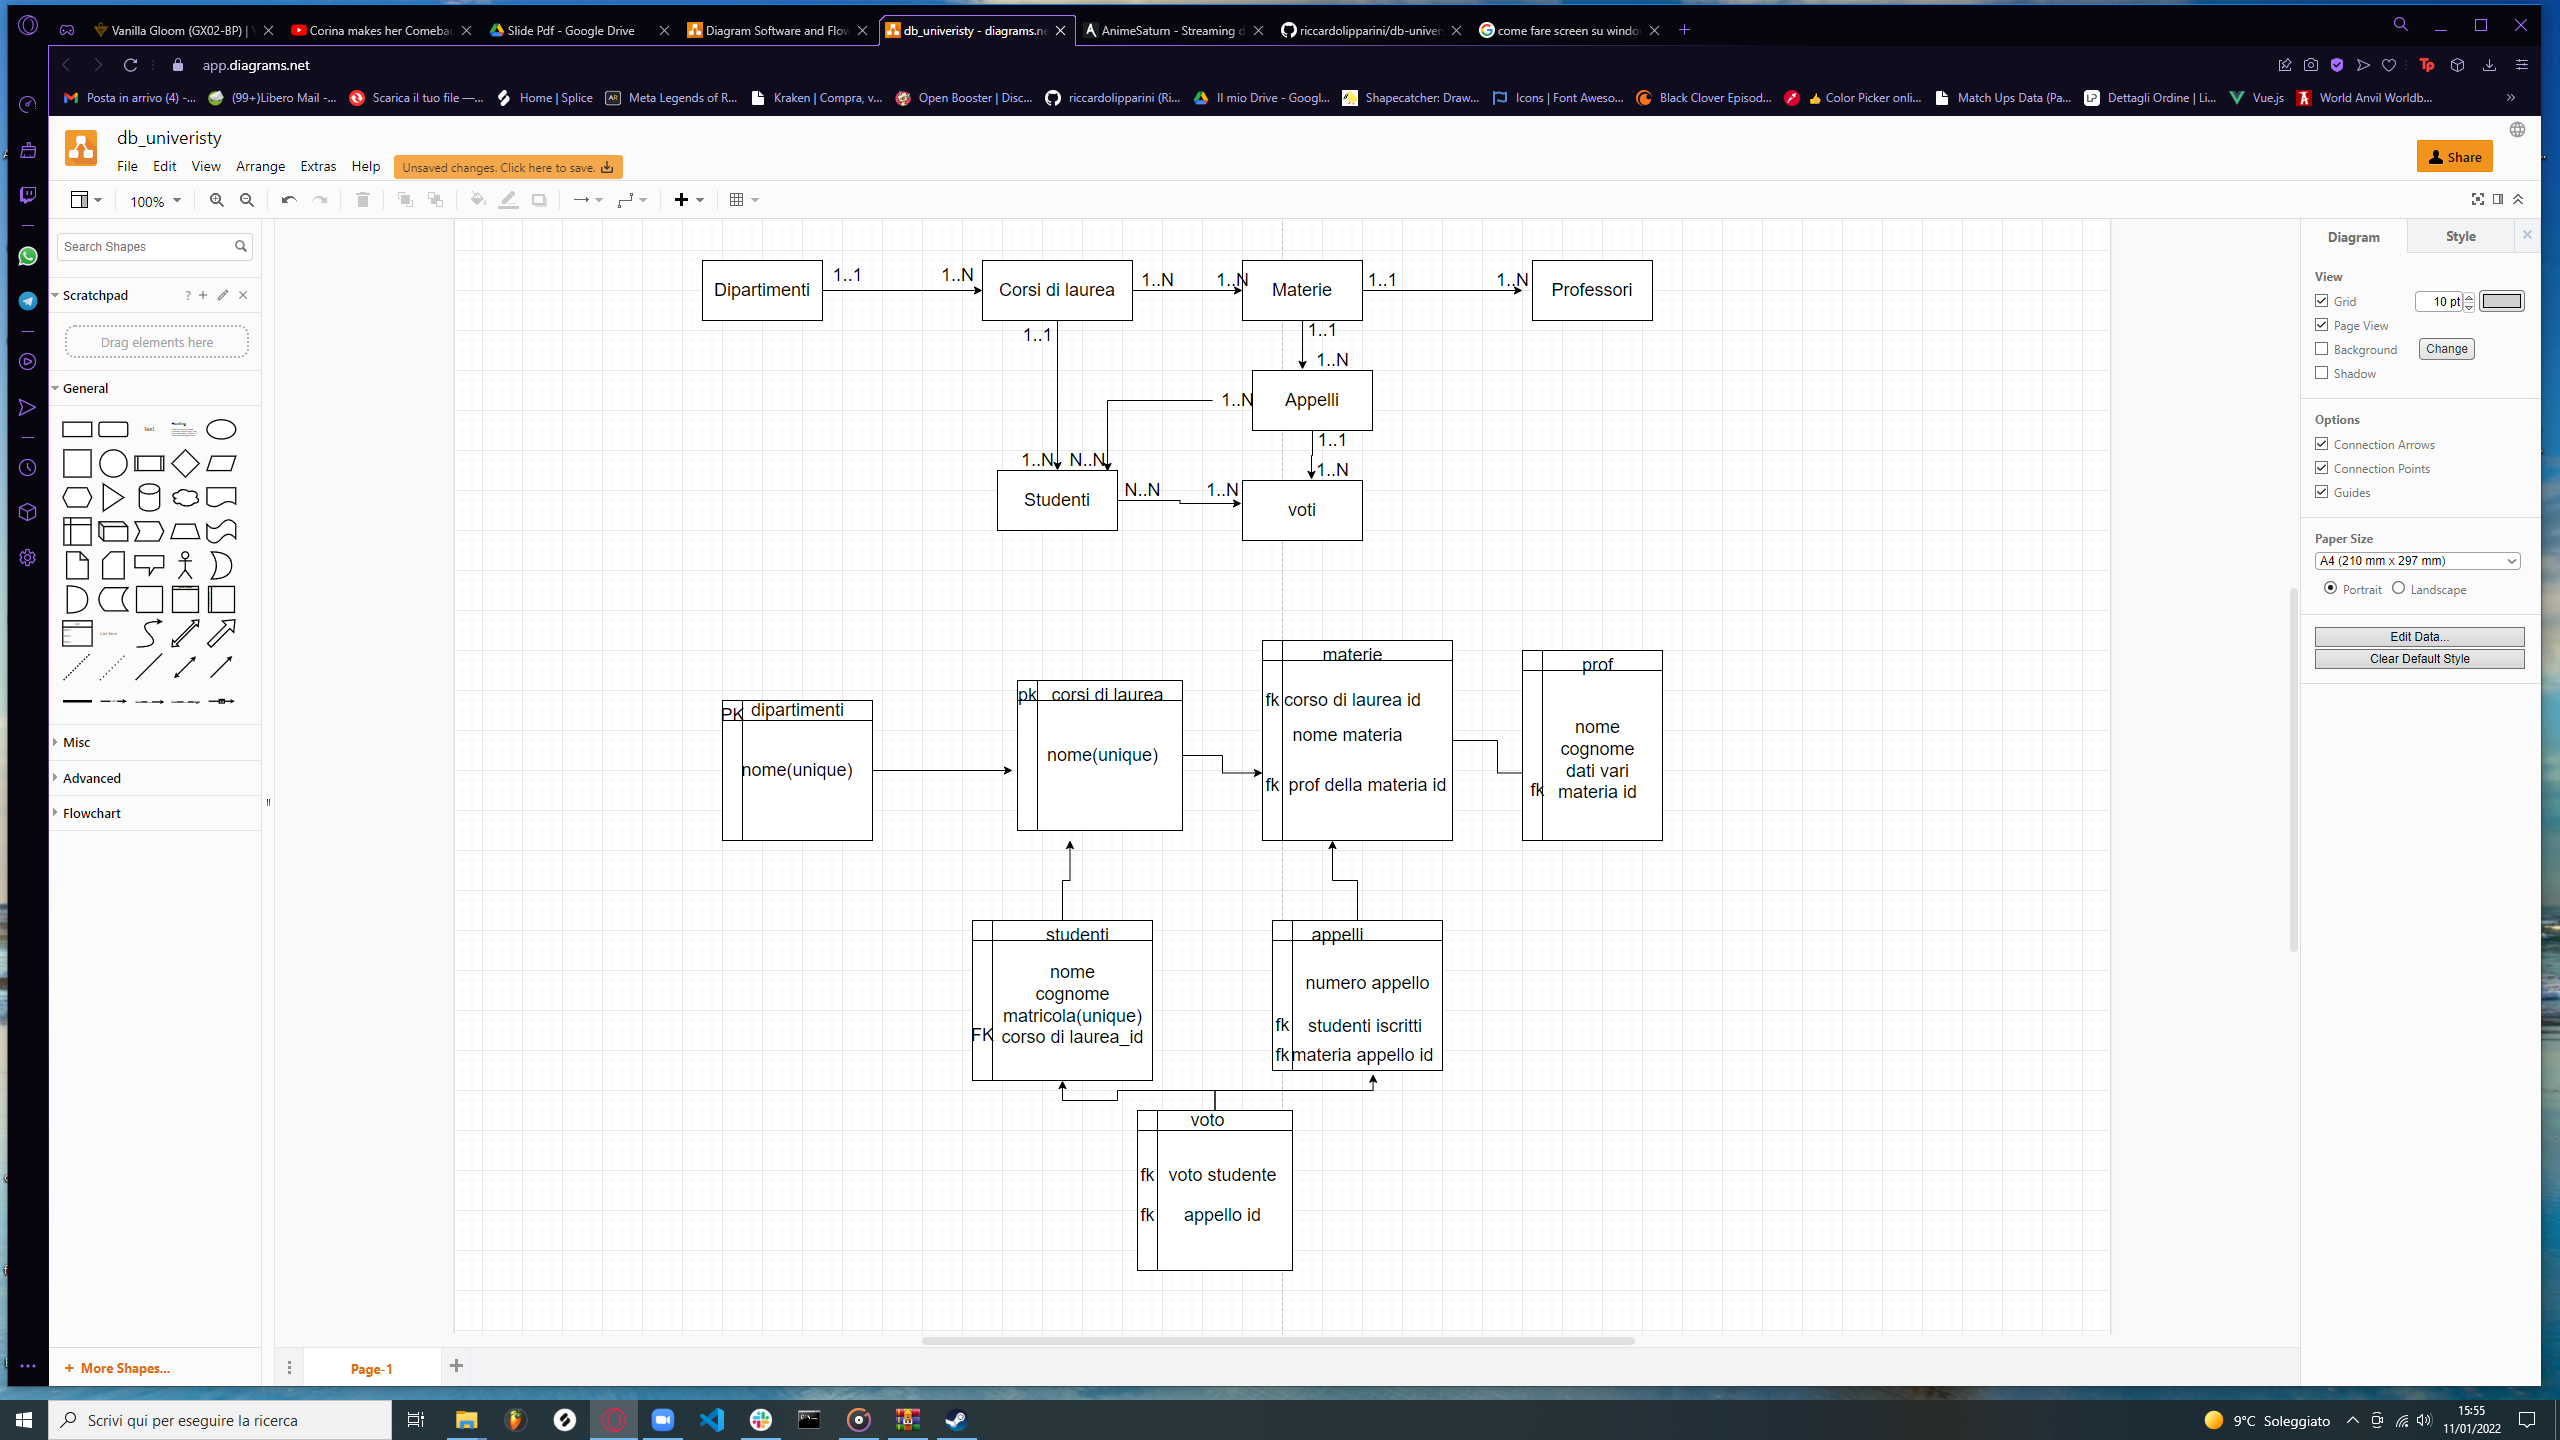 Vanilla Gloom (GX02-BP) |
Corina makes her Comeba
Slide Pdf - Google Drive
Diagram Software and Flow
db_univeristy - diagrams.ne
AnimeSaturn - Streaming d
riccardolipparini/db-univer
come fare screen su windo
app.diagrams.net
Posta in arrivo (4) -...
(99+)Libero Mail -...
Scarica il tuo file —...
Home | Splice
Meta Legends of R...
Kraken | Compra, v...
Open Booster | Disc...
riccardolipparini (Ri...
Il mio Drive - Googl...
Shapecatcher: Draw...
Icons | Font Aweso...
Black Clover Episod...
Color Picker onli...
Match Ups Data (Pa...
Dettagli Ordine | Li...
Vue.js
World Anvil Worldb...
db_univeristy
File Edit View Arrange Extras Help
Unsaved changes. Click here to save.
Share
100%
Search Shapes
Scratchpad
Drag elements here
General
Text
Heading
Misc
Advanced
Flowchart
+ More Shapes...
Page-1
Dipartimenti
1..1
1..N
Corsi di laurea
1..N
1..N
Materie
1..1
1..N
Professori
1..1
1..1
1..N
1..N
Appelli
1..1
1..N
N..N
1..N
Studenti
N..N
1..N
voti
PK
dipartimenti
nome(unique)
pk
corsi di laurea
nome(unique)
materie
fk corso di laurea id
nome materia
fk prof della materia id
prof
nome
cognome
dati vari
fk materia id
studenti
nome
cognome
matricola(unique)
FK corso di laurea_id
appelli
numero appello
fk studenti iscritti
fk materia appello id
voto
fk voto studente
fk appello id
Diagram
Style
View
Grid
10 pt
Page View
Background
Change
Shadow
Options
Connection Arrows
Connection Points
Guides
Paper Size
A4 (210 mm x 297 mm)
Portrait
Landscape
Edit Data...
Clear Default Style
Scrivi qui per eseguire la ricerca
9°C Soleggiato
15:55
11/01/2022